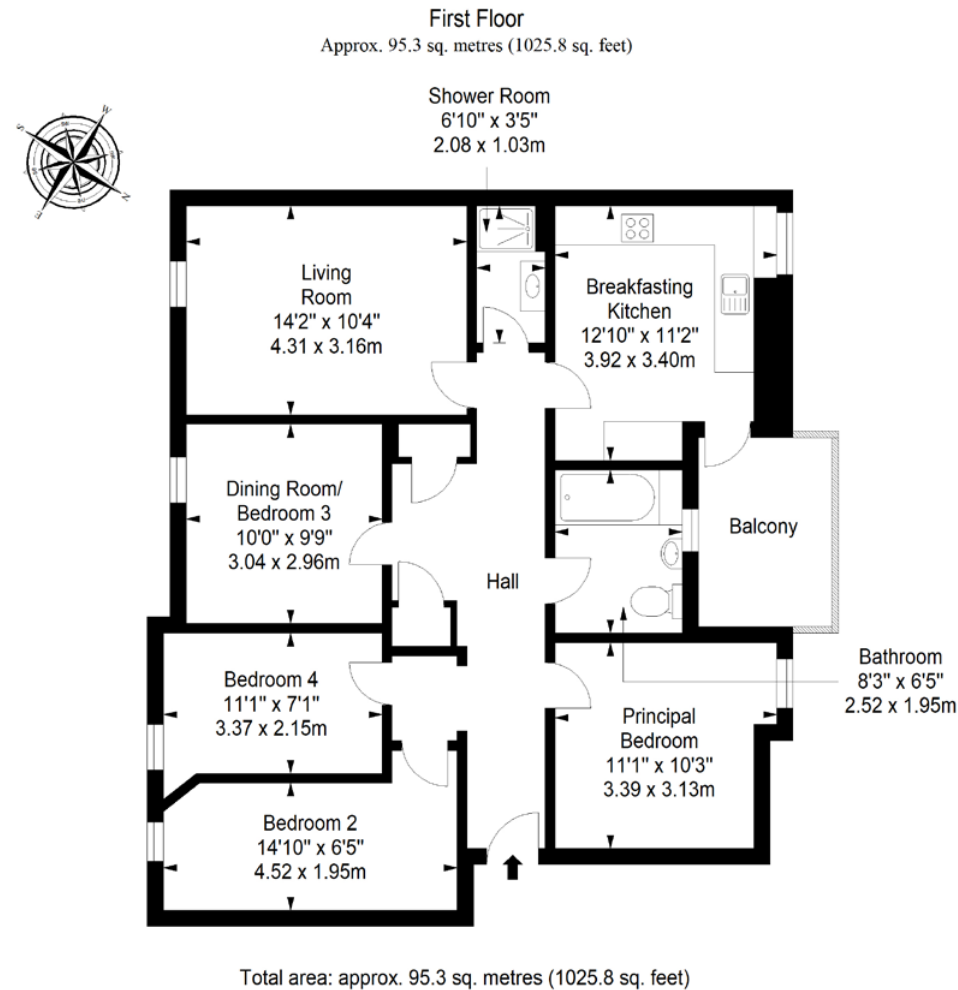 First Floor
Approx. 95.3 sq. metres (1025.8 sq. feet)
Shower Room
6'10" x 3'5"
2.08 x 1.03m
W
S
N
E
Living
Room
14'2" x 10'4"
4.31 x 3.16m
Breakfasting
Kitchen
12'10" x 11'2"
3.92 x 3.40m
Dining Room/
Bedroom 3
10'0" x 9'9"
3.04 x 2.96m
Balcony
Hall
Bathroom
8'3" x 6'5"
2.52 x 1.95m
Bedroom 4
11'1" x 7'1"
3.37 x 2.15m
Principal
Bedroom
11'1" x 10'3"
3.39 x 3.13m
Bedroom 2
14'10" x 6'5"
4.52 x 1.95m
Total area: approx. 95.3 sq. metres (1025.8 sq. feet)